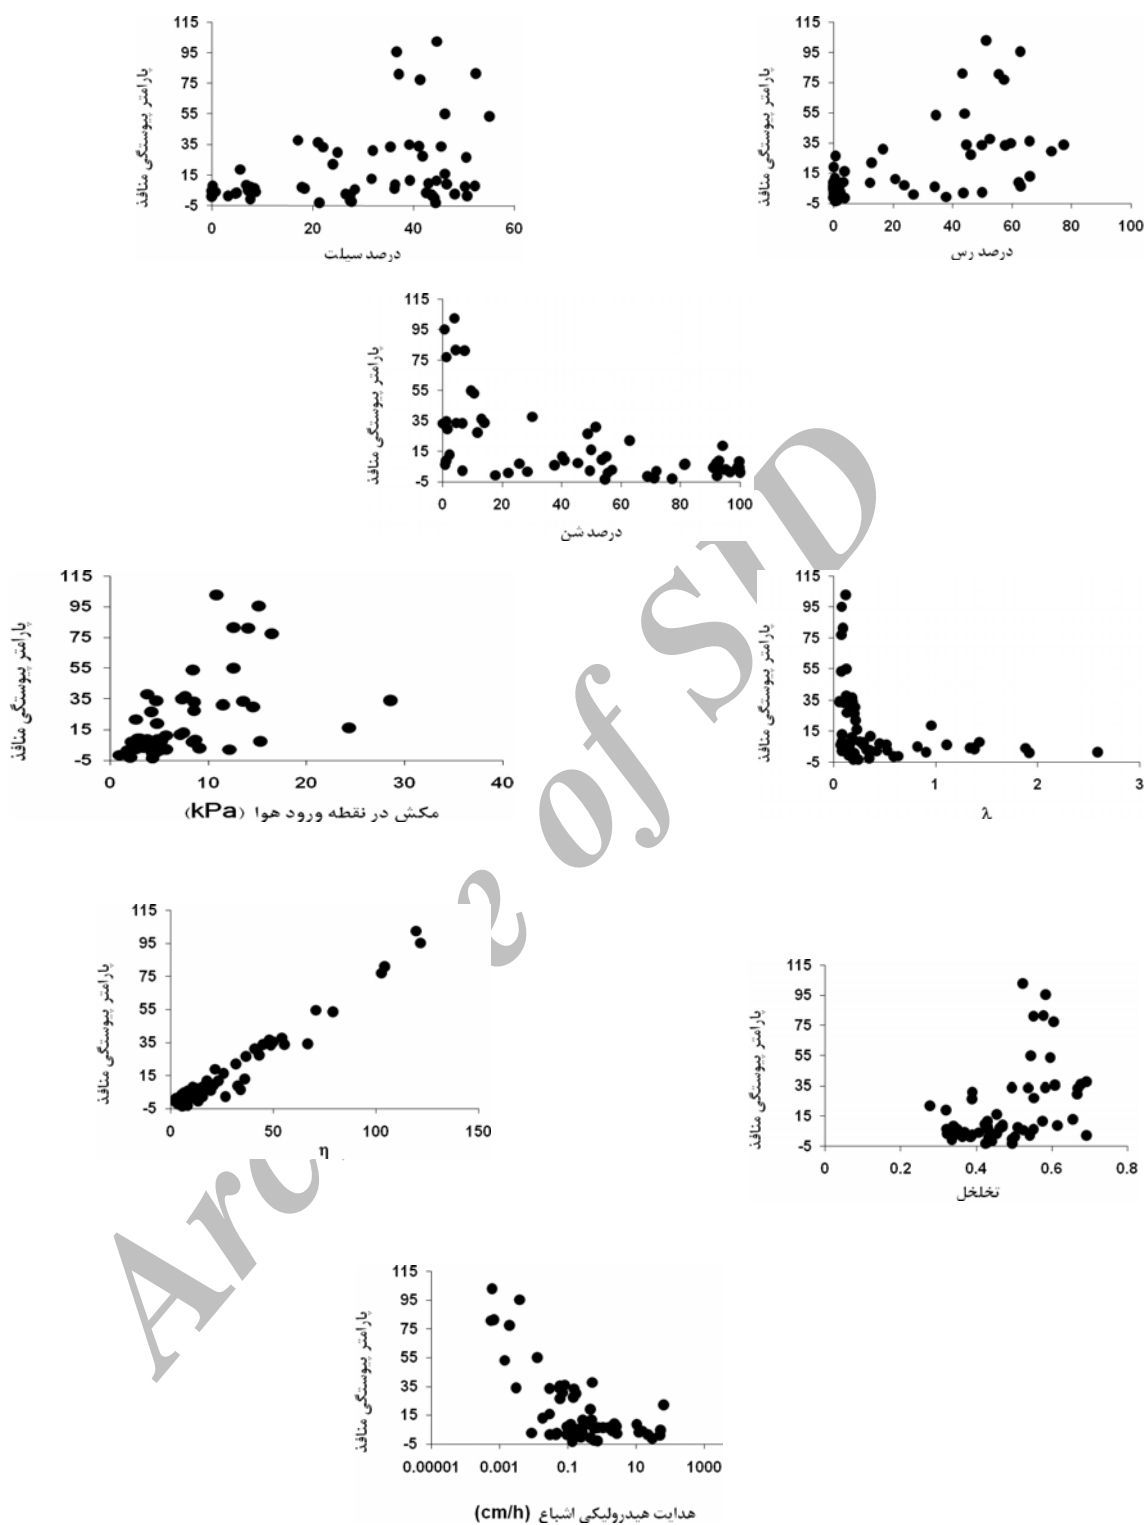 115
95
75
55
35
15
-5
پارامتر پیوستگی منافذ
0 20 40 60
درصد سیلت
115
95
75
55
35
15
-5
پارامتر پیوستگی منافذ
0 20 40 60 80 100
درصد رس
115
95
75
55
35
15
-5
پارامتر پیوستگی منافذ
0 20 40 60 80 100
درصد شن
115
95
75
55
35
15
-5
پارامتر پیوستگی منافذ
0 10 20 30 40
مکش در نقطه ورود هوا (kPa)
115
95
75
55
35
15
-5
پارامتر پیوستگی منافذ
0 1 2 3
λ
115
95
75
55
35
15
-5
پارامتر پیوستگی منافذ
0 50 100 150
η
115
95
75
55
35
15
-5
پارامتر پیوستگی منافذ
0 0.2 0.4 0.6 0.8
تخلخل
115
95
75
55
35
15
-5
پارامتر پیوستگی منافذ
0.00001 0.001 0.1 10 1000
هدایت هیدرولیکی اشباع (cm/h)
Archive of SID